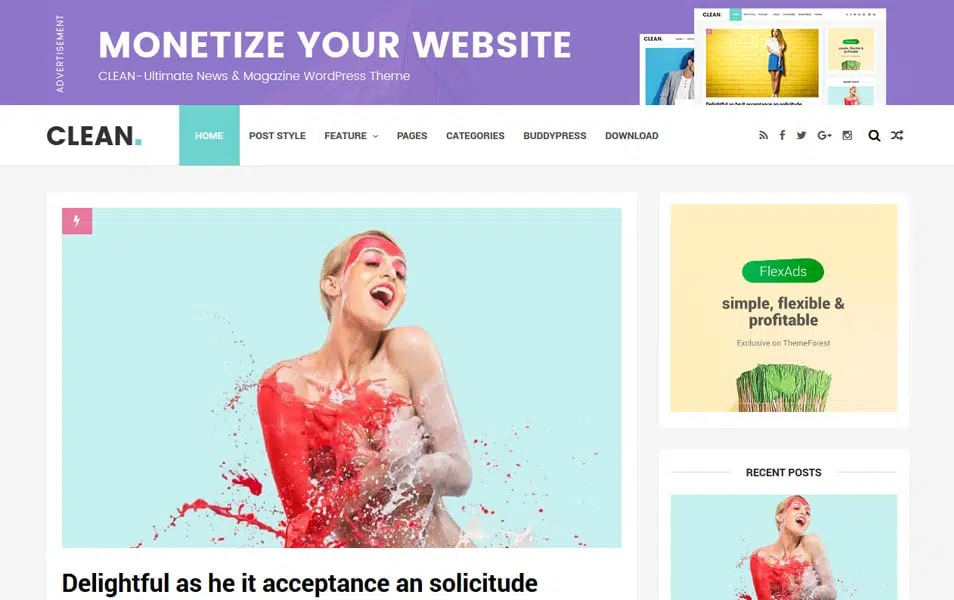 ADVERTISEMENT
MONETIZE YOUR WEBSITE
CLEAN-Ultimate News & Magazine WordPress Theme
CLEAN.
CLEAN.
Delightful as he it acceptance an solicitude
CLEAN.
HOME
POST STYLE
FEATURE
PAGES
CATEGORIES
BUDDYPRESS
DOWNLOAD
FlexAds
simple, flexible &
profitable
Exclusive on ThemeForest
RECENT POSTS
Delightful as he it acceptance an solicitude